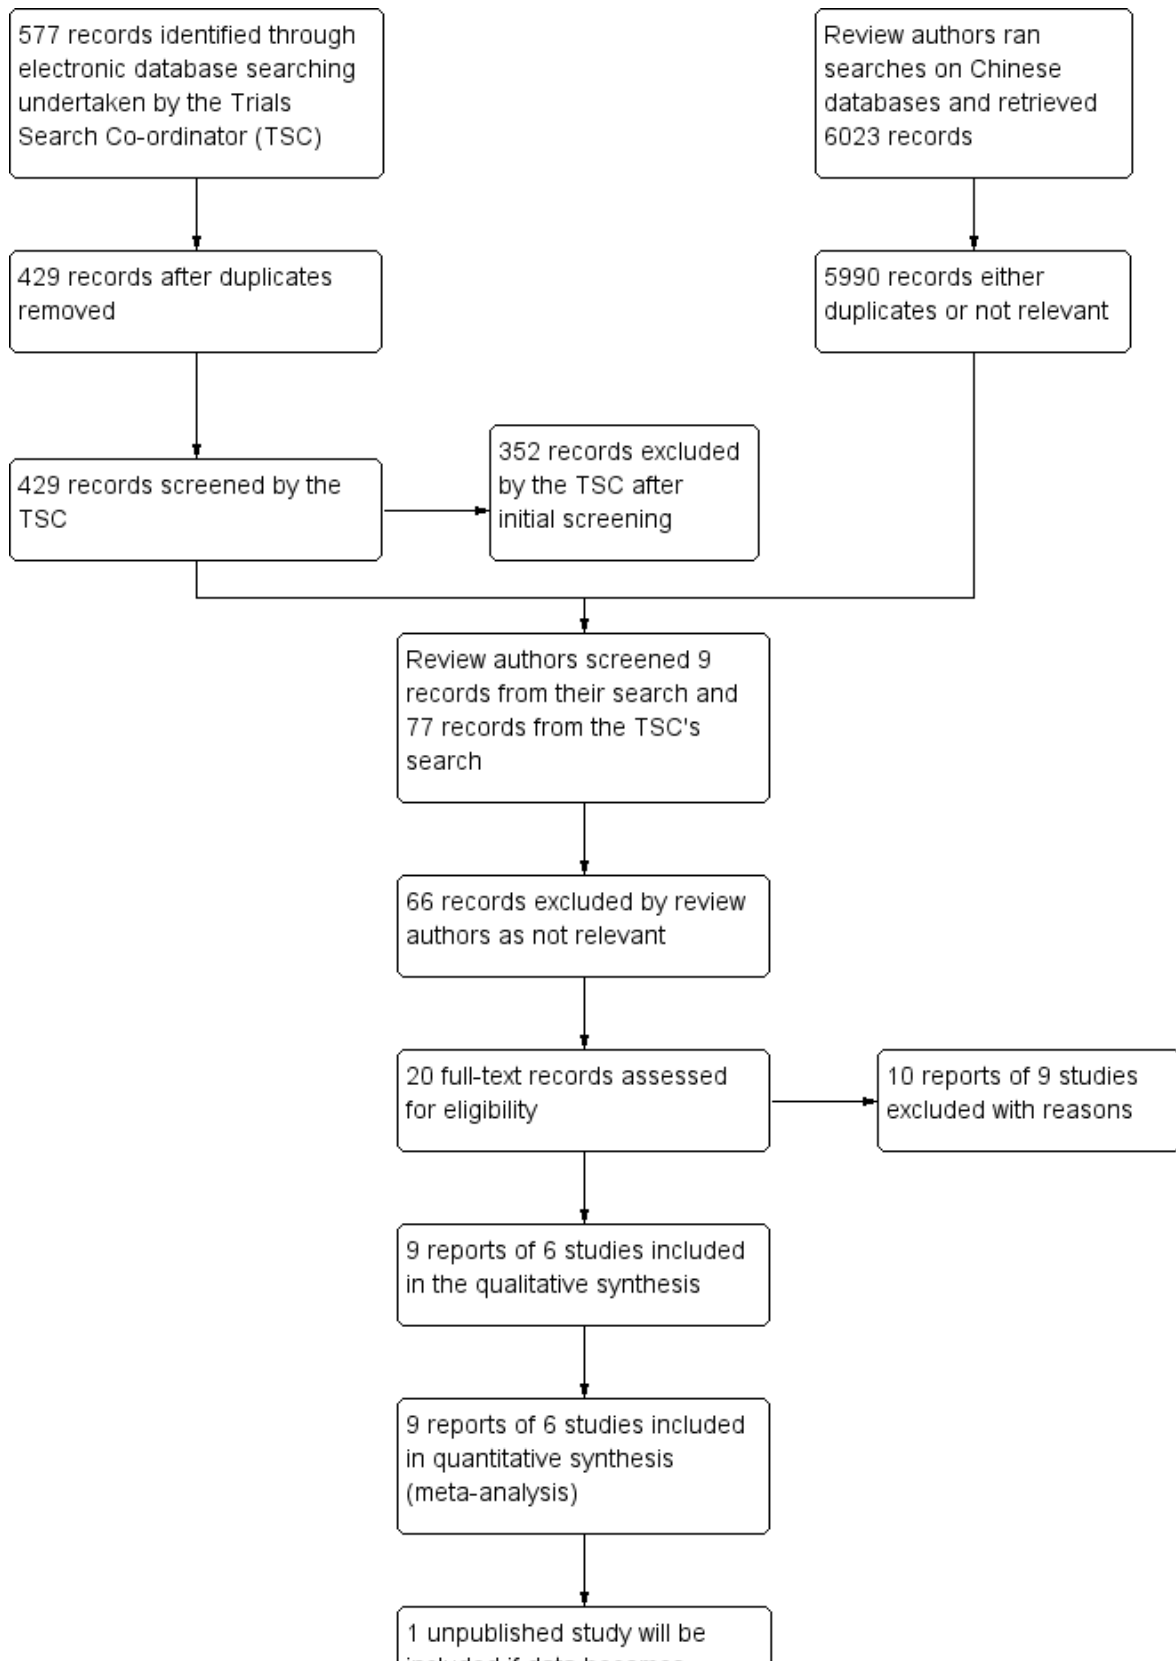 577 records identified through
electronic database searching
undertaken by the Trials
Search Co-ordinator (TSC)
Review authors ran
searches on Chinese
databases and retrieved
6023 records
429 records after duplicates
removed
5990 records either
duplicates or not relevant
429 records screened by the
TSC
352 records excluded
by the TSC after
initial screening
Review authors screened 9
records from their search and
77 records from the TSC's
search
66 records excluded by review
authors as not relevant
20 full-text records assessed
for eligibility
10 reports of 9 studies
excluded with reasons
9 reports of 6 studies included
in the qualitative synthesis
9 reports of 6 studies included
in quantitative synthesis
(meta-analysis)
1 unpublished study will be
included if data becomes